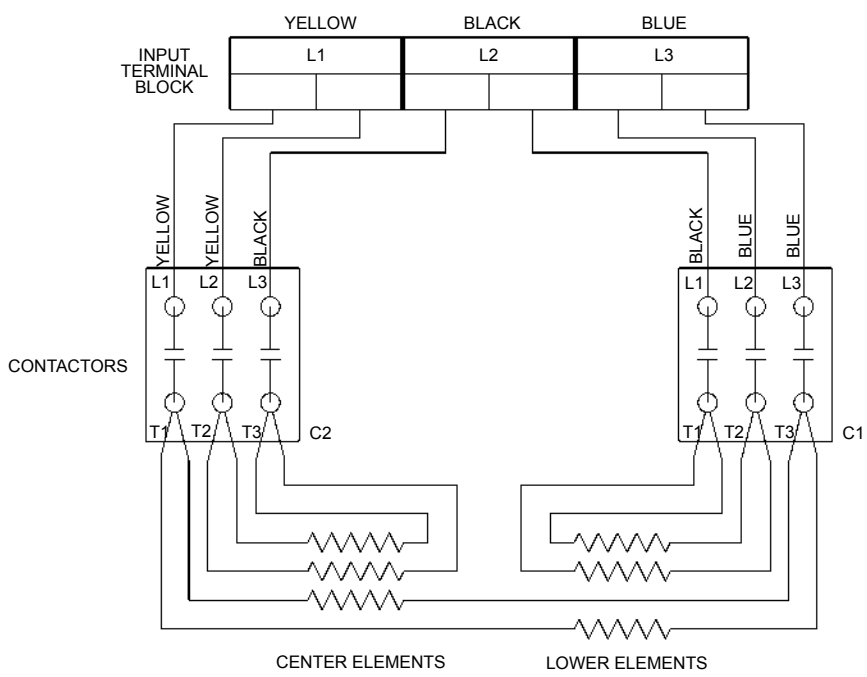 YELLOW BLACK BLUE
INPUT
TERMINAL
BLOCK
L1 L2 L3
YELLOW YELLOW BLACK BLACK BLUE BLUE
L1 L2 L3 L1 L2 L3
CONTACTORS
T1 T2 T3 C2 T1 T2 T3 C1
CENTER ELEMENTS LOWER ELEMENTS